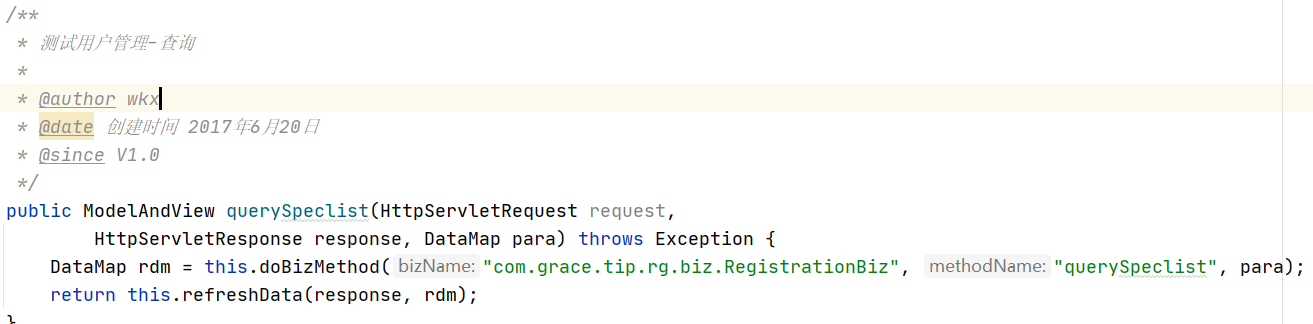 /**
 * 测试用户管理-查询
 *
 * @author wkx
 * @date 创建时间 2017年6月20日
 * @since V1.0
 */
public ModelAndView querySpeclist(HttpServletRequest request,
        HttpServletResponse response, DataMap para) throws Exception {
    DataMap rdm = this.doBizMethod( bizName: "com.grace.tip.rg.biz.RegistrationBiz", methodName: "querySpeclist", para);
    return this.refreshData(response, rdm);
}